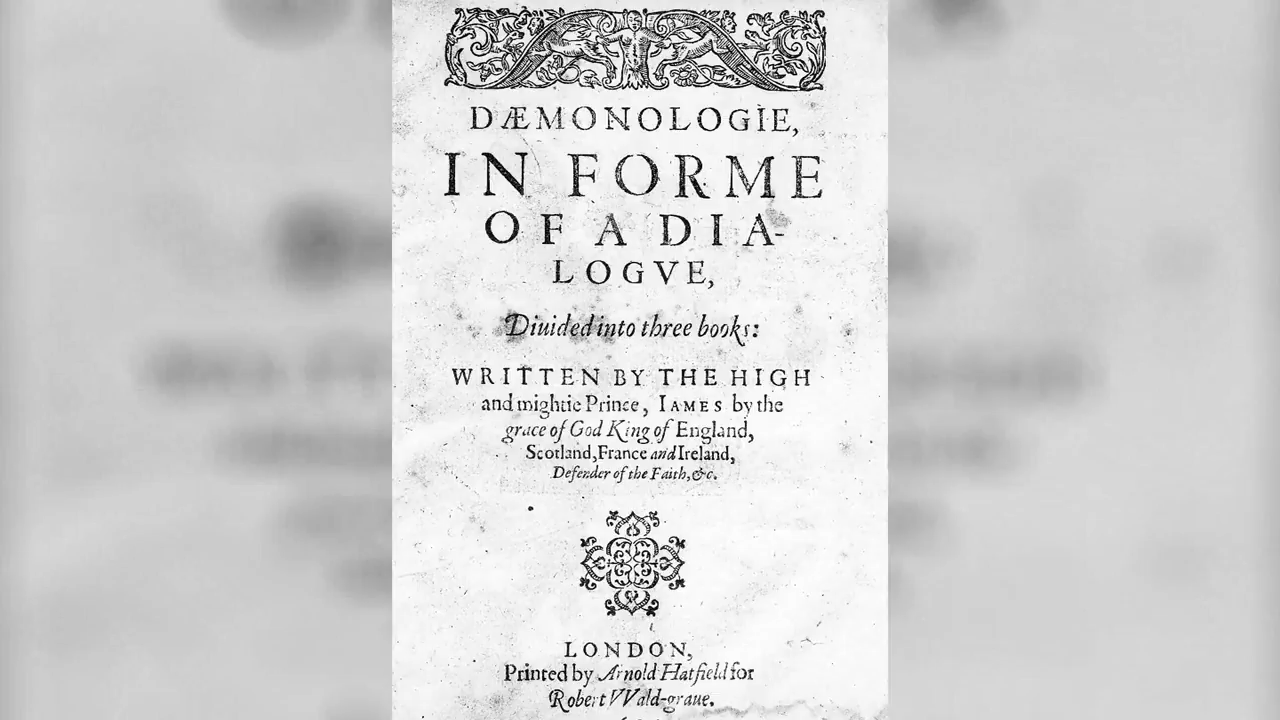 DÆMONOLOGIE,
IN FORME
OF A DIA-
LOGVE,
Diuided into three books:
WRITTEN BY THE HIGH
and mightie Prince, IAMES by the
grace of God King of England,
Scotland, France and Ireland,
Defender of the Faith, &c.
LONDON,
Printed by Arnold Hatfield for
Robert VVald-graue.